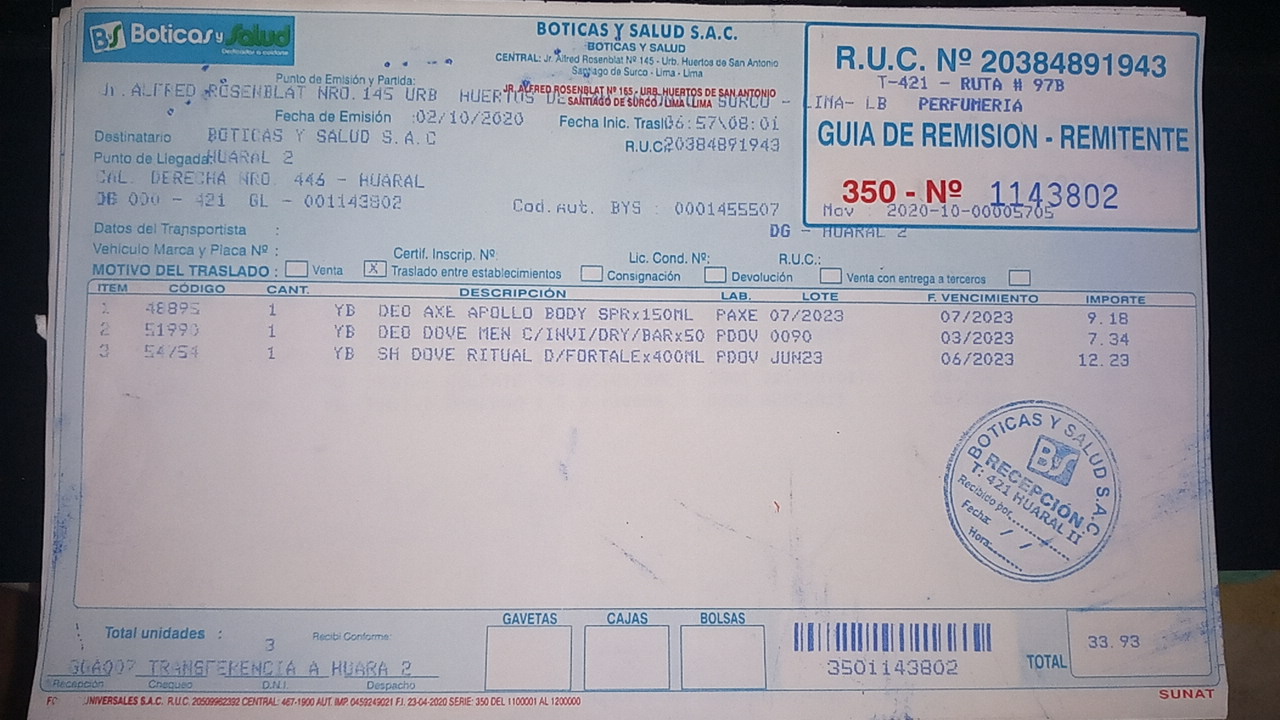 BS Boticas y Salud
BOTICAS Y SALUD S.A.C.
BOTICAS Y SALUD
CENTRAL: Jr. Alfred Rosenblat Nº 145 - Urb. Huertos de San Antonio
Santiago de Surco - Lima - Lima
R.U.C. Nº 20384891943
T-421 - RUTA # 97B
PERFUMERIA
GUIA DE REMISION - REMITENTE
350 - Nº 1143802
Mov : 2020-10-00005705
DG - HUARAL 2
Punto de Emisión y Partida:
Jr. ALFRED ROSENBLAT NRO. 145 URB HUERTOS DE SURCO - LIMA- LB
JR. ALFRED ROSENBLAT Nº 165 - URB. HUERTOS DE SAN ANTONIO
SANTIAGO DE SURCO - LIMA - LIMA
Fecha de Emisión :02/10/2020 Fecha Inic. Trasl 06:57\08:01
Destinatario BOTICAS Y SALUD S.A.C R.U.C. 20384891943
Punto de Llegada: HUARAL 2
CAL. DERECHA NRO. 446 - HUARAL
DG 000 - 421 GL - 001143802 Cod.Aut. BYS : 0001455507
Datos del Transportista :
Vehiculo Marca y Placa Nº : Certif. Inscrip. Nº: Lic. Cond. Nº: R.U.C.:
MOTIVO DEL TRASLADO : Venta X Traslado entre establecimientos Consignación Devolución Venta con entrega a terceros
ITEM CÓDIGO CANT. DESCRIPCIÓN LAB. LOTE F. VENCIMIENTO IMPORTE
1 48895 1 YB DEO AXE APOLLO BODY SPRx150ML PAXE 07/2023 07/2023 9.18
2 51990 1 YB DEO DOVE MEN C/INVI/DRY/BARx50 PDOV 0090 03/2023 7.34
3 54754 1 YB SH DOVE RITUAL D/FORTALEx400ML PDOV JUN23 06/2023 12.23
BOTICAS Y SALUD S.A.C
BS
RECEPCIÓN
T: 421 HUARAL II
Recibido por:
Fecha: / /
Hora:
GAVETAS CAJAS BOLSAS
Total unidades : 3 Recibí Conforme:
TRANSFERENCIA A HUARA 2
Recepción Chequeo D.N.I. Despacho
3501143802
TOTAL 33.93
UNIVERSALES S.A.C. R.U.C. 20509962392 CENTRAL: 467-1900 AUT. IMP. 0459249021 F.I. 23-04-2020 SERIE: 350 DEL 1100001 AL 1200000
SUNAT